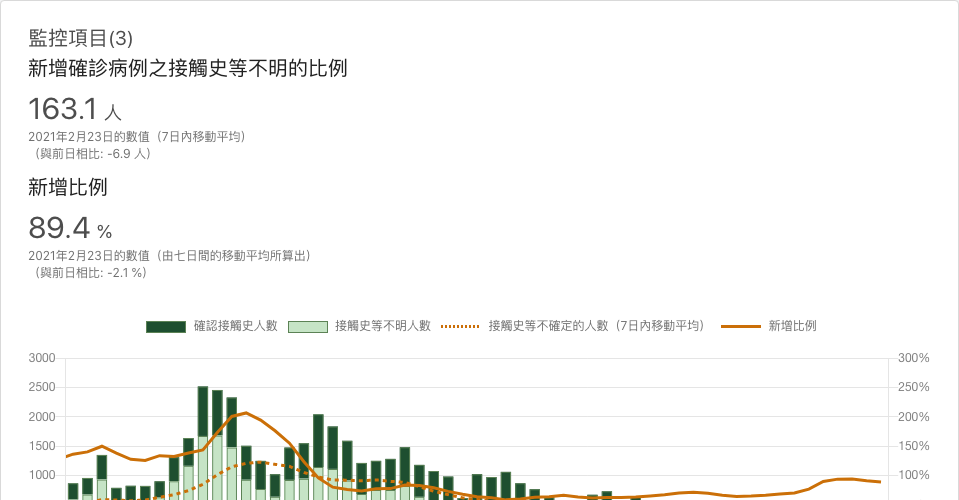 監控項目(3)
新增確診病例之接觸史等不明的比例
163.1 人
2021年2月23日的數值（7日內移動平均）
（與前日相比: -6.9 人）
新增比例
89.4 %
2021年2月23日的數值（由七日間的移動平均所算出）
（與前日相比: -2.1 %）
確認接觸史人數 接觸史等不明人數 接觸史等不確定的人數（7日內移動平均） 新增比例
3000 300%
2500 250%
2000 200%
1500 150%
1000 100%